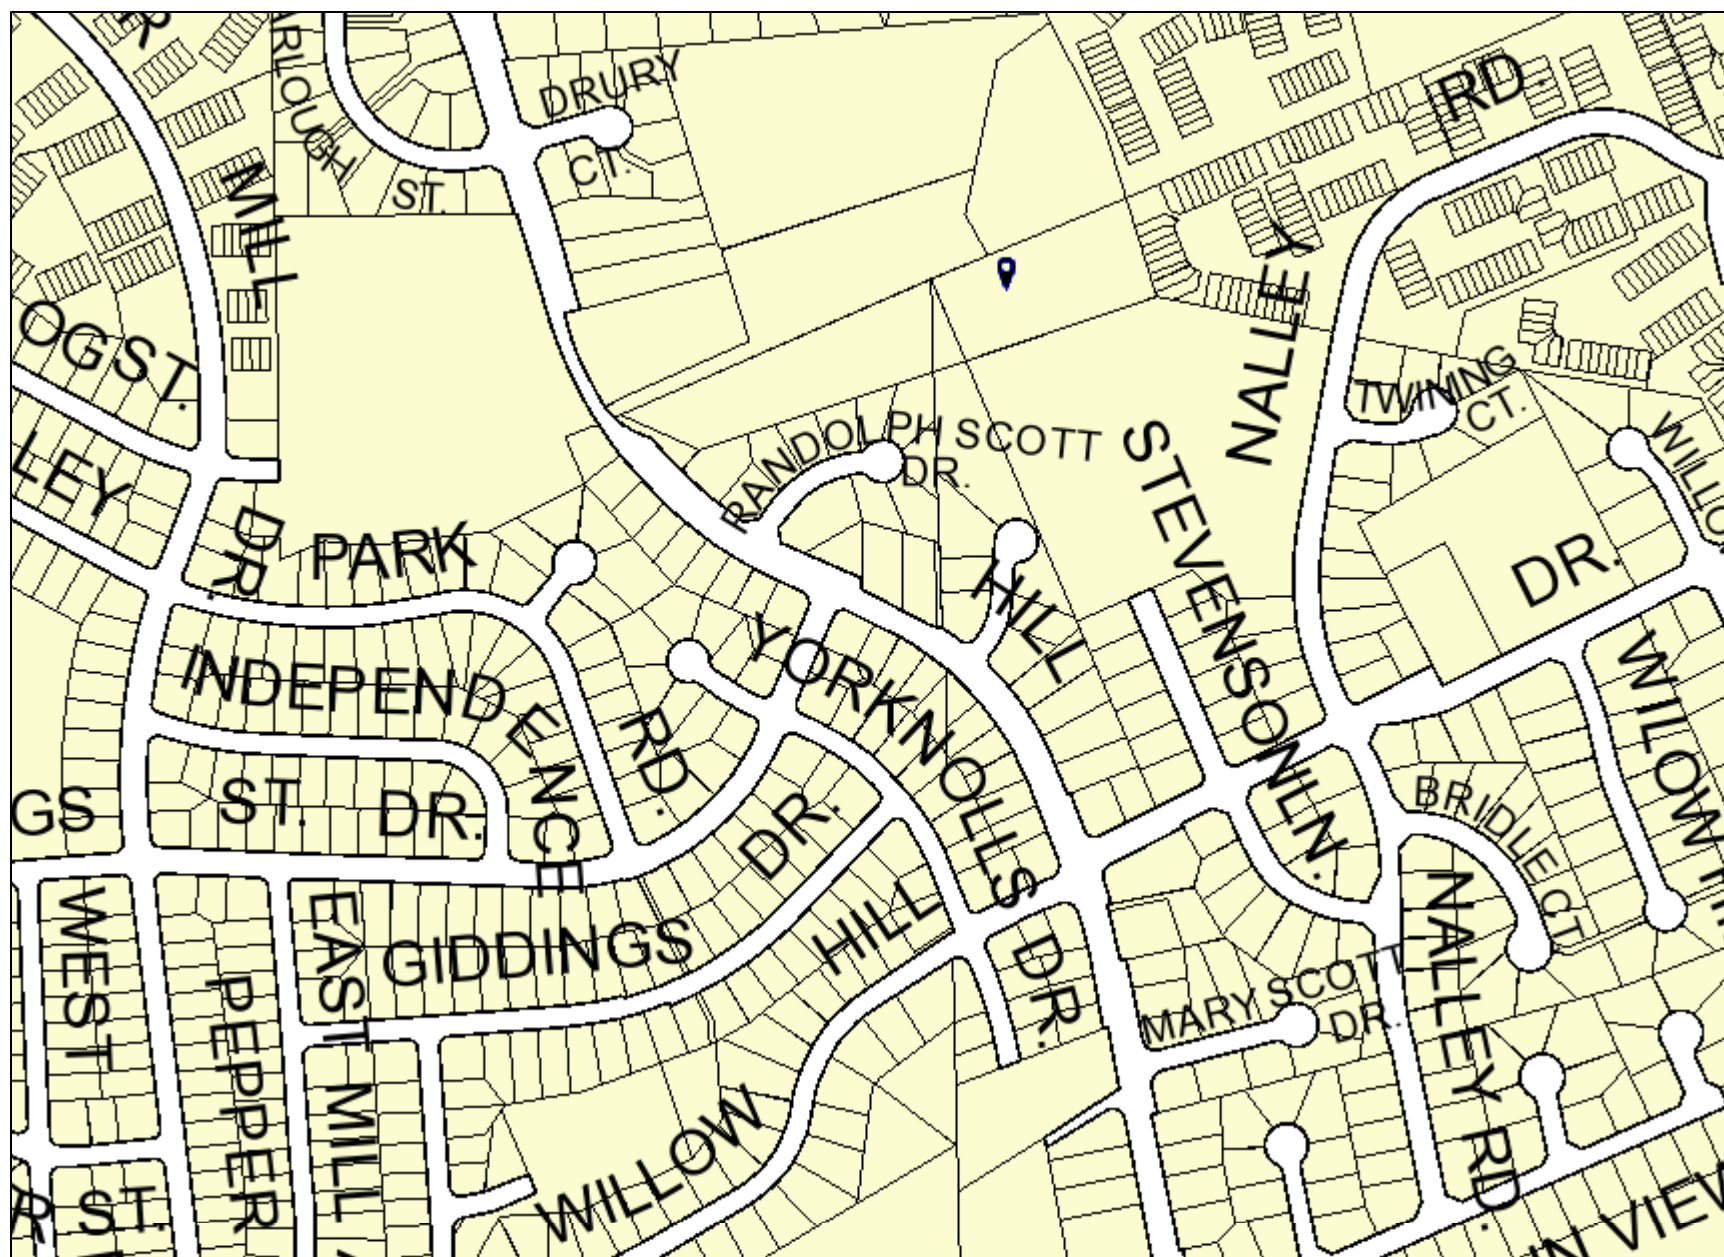 DRURY
CT.
RD.
ST.
MILL
NALLEY
OGST.
TWINING
CT.
RANDOLPH SCOTT
DR.
STEVENSON LN.
LEY
DR.
PARK
HILL
DR.
YORKNOLLS DR.
INDEPENDENCE
WILLOW
RD.
GS
ST.
DR.
DR.
BRIDLE CT
WEST
EAST MILL
GIDDINGS
HILL
NALLEY RD.
PEPPER
MARY SCOTT
DR.
WILLOW
R ST.
N VIEW